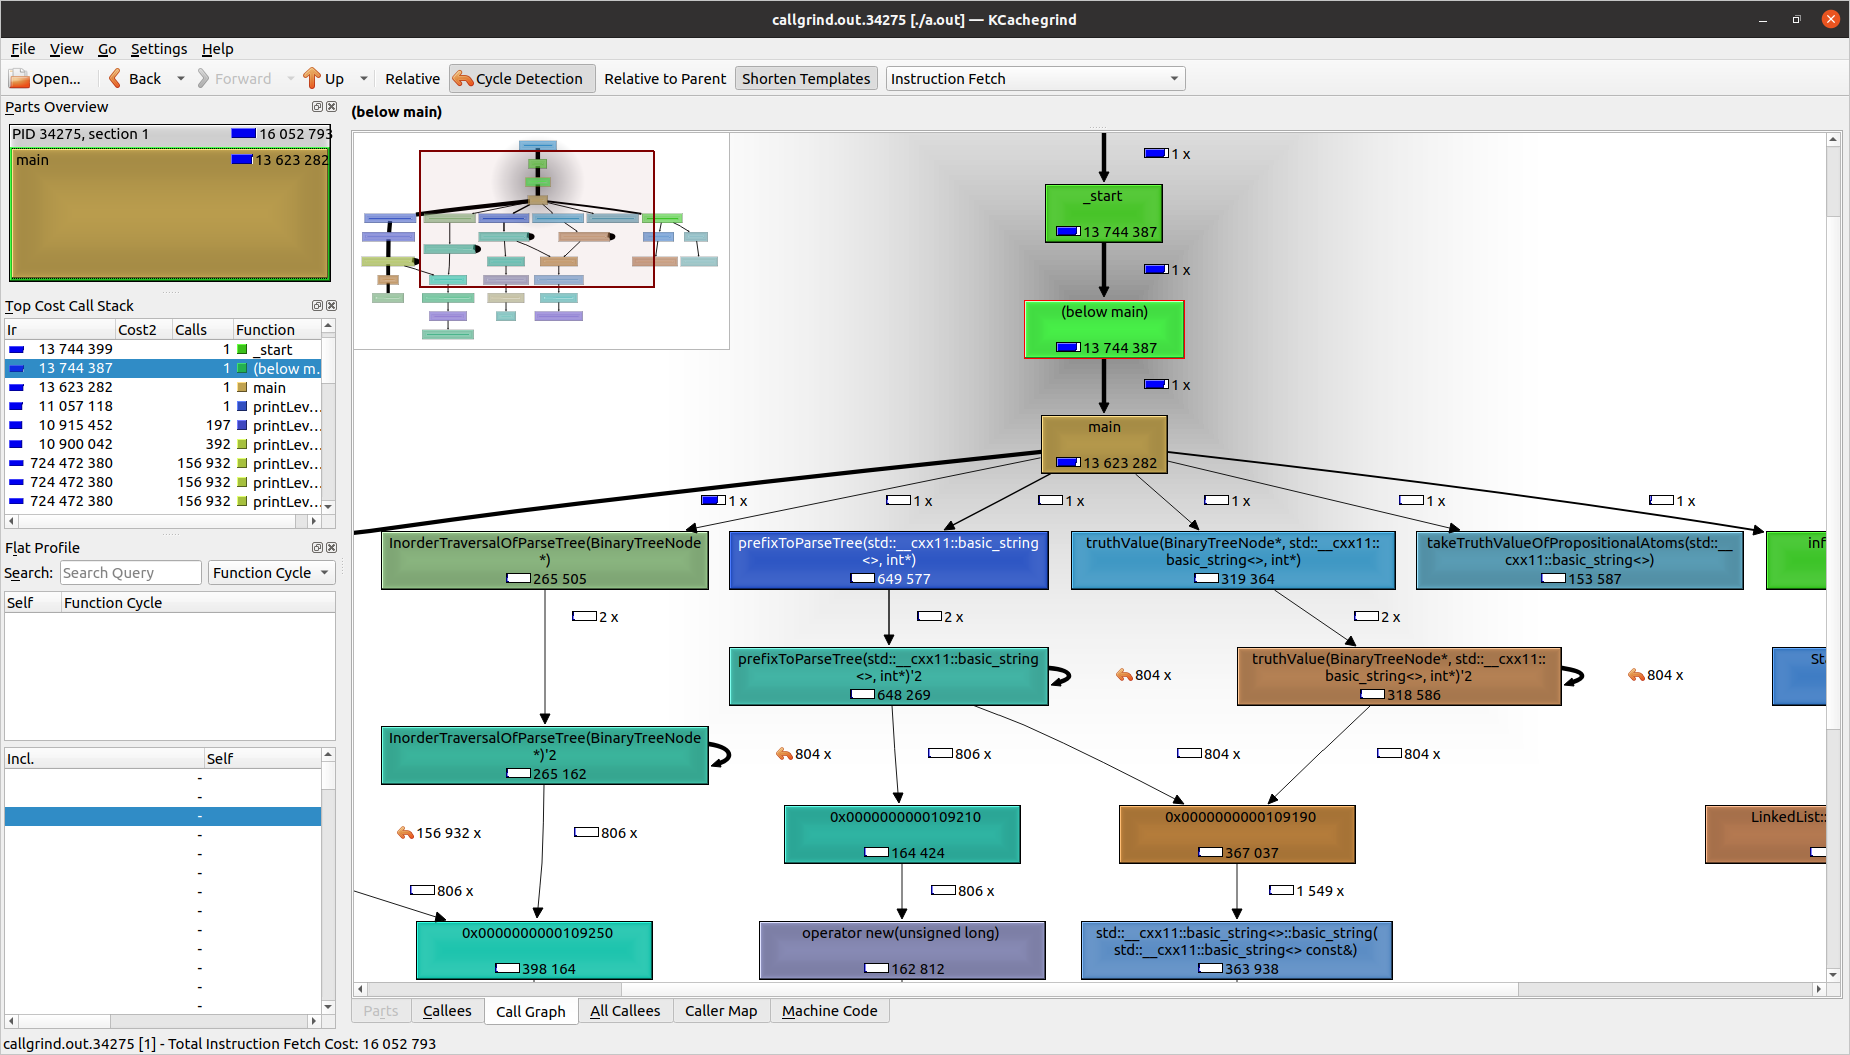 callgrind.out.34275 [./a.out] — KCachegrind
File View Go Settings Help
Open... Back Forward Up Relative Cycle Detection Relative to Parent Shorten Templates Instruction Fetch
Parts Overview
PID 34275, section 1 16 052 793
main 13 623 282
Top Cost Call Stack
Ir Cost2 Calls Function
13 744 399 1 _start
13 744 387 1 (below m...
13 623 282 1 main
11 057 118 1 printLev...
10 915 452 197 printLev...
10 900 042 392 printLev...
724 472 380 156 932 printLev...
724 472 380 156 932 printLev...
724 472 380 156 932 printLev...
Flat Profile
Search: Search Query Function Cycle
Self Function Cycle
Incl. Self
-
-
-
-
-
-
-
-
-
-
-
-
-
(below main)
1 x
_start
13 744 387
1 x
(below main)
13 744 387
1 x
main
13 623 282
1 x 1 x 1 x 1 x 1 x 1 x
InorderTraversalOfParseTree(BinaryTreeNode
*)
265 505
prefixToParseTree(std::__cxx11::basic_string
<>, int*)
649 577
truthValue(BinaryTreeNode*, std::__cxx11::
basic_string<>, int*)
319 364
takeTruthValueOfPropositionalAtoms(std::__
cxx11::basic_string<>)
153 587
inf
2 x 2 x 2 x
prefixToParseTree(std::__cxx11::basic_string
<>, int*)'2
648 269
804 x
truthValue(BinaryTreeNode*, std::__cxx11::
basic_string<>, int*)'2
318 586
804 x
St
InorderTraversalOfParseTree(BinaryTreeNode
*)'2
265 162
804 x 806 x 804 x 804 x
156 932 x 806 x
0x0000000000109210
164 424
0x0000000000109190
367 037
LinkedList::
806 x 806 x 1 549 x
0x0000000000109250
398 164
operator new(unsigned long)
162 812
std::__cxx11::basic_string<>::basic_string(
std::__cxx11::basic_string<> const&)
363 938
Parts Callees Call Graph All Callees Caller Map Machine Code
callgrind.out.34275 [1] - Total Instruction Fetch Cost: 16 052 793